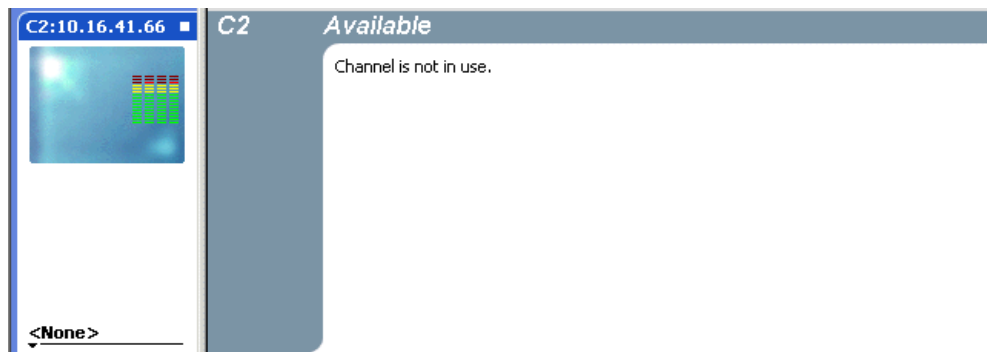 C2:10.16.41.66
C2 Available
Channel is not in use.
<None>